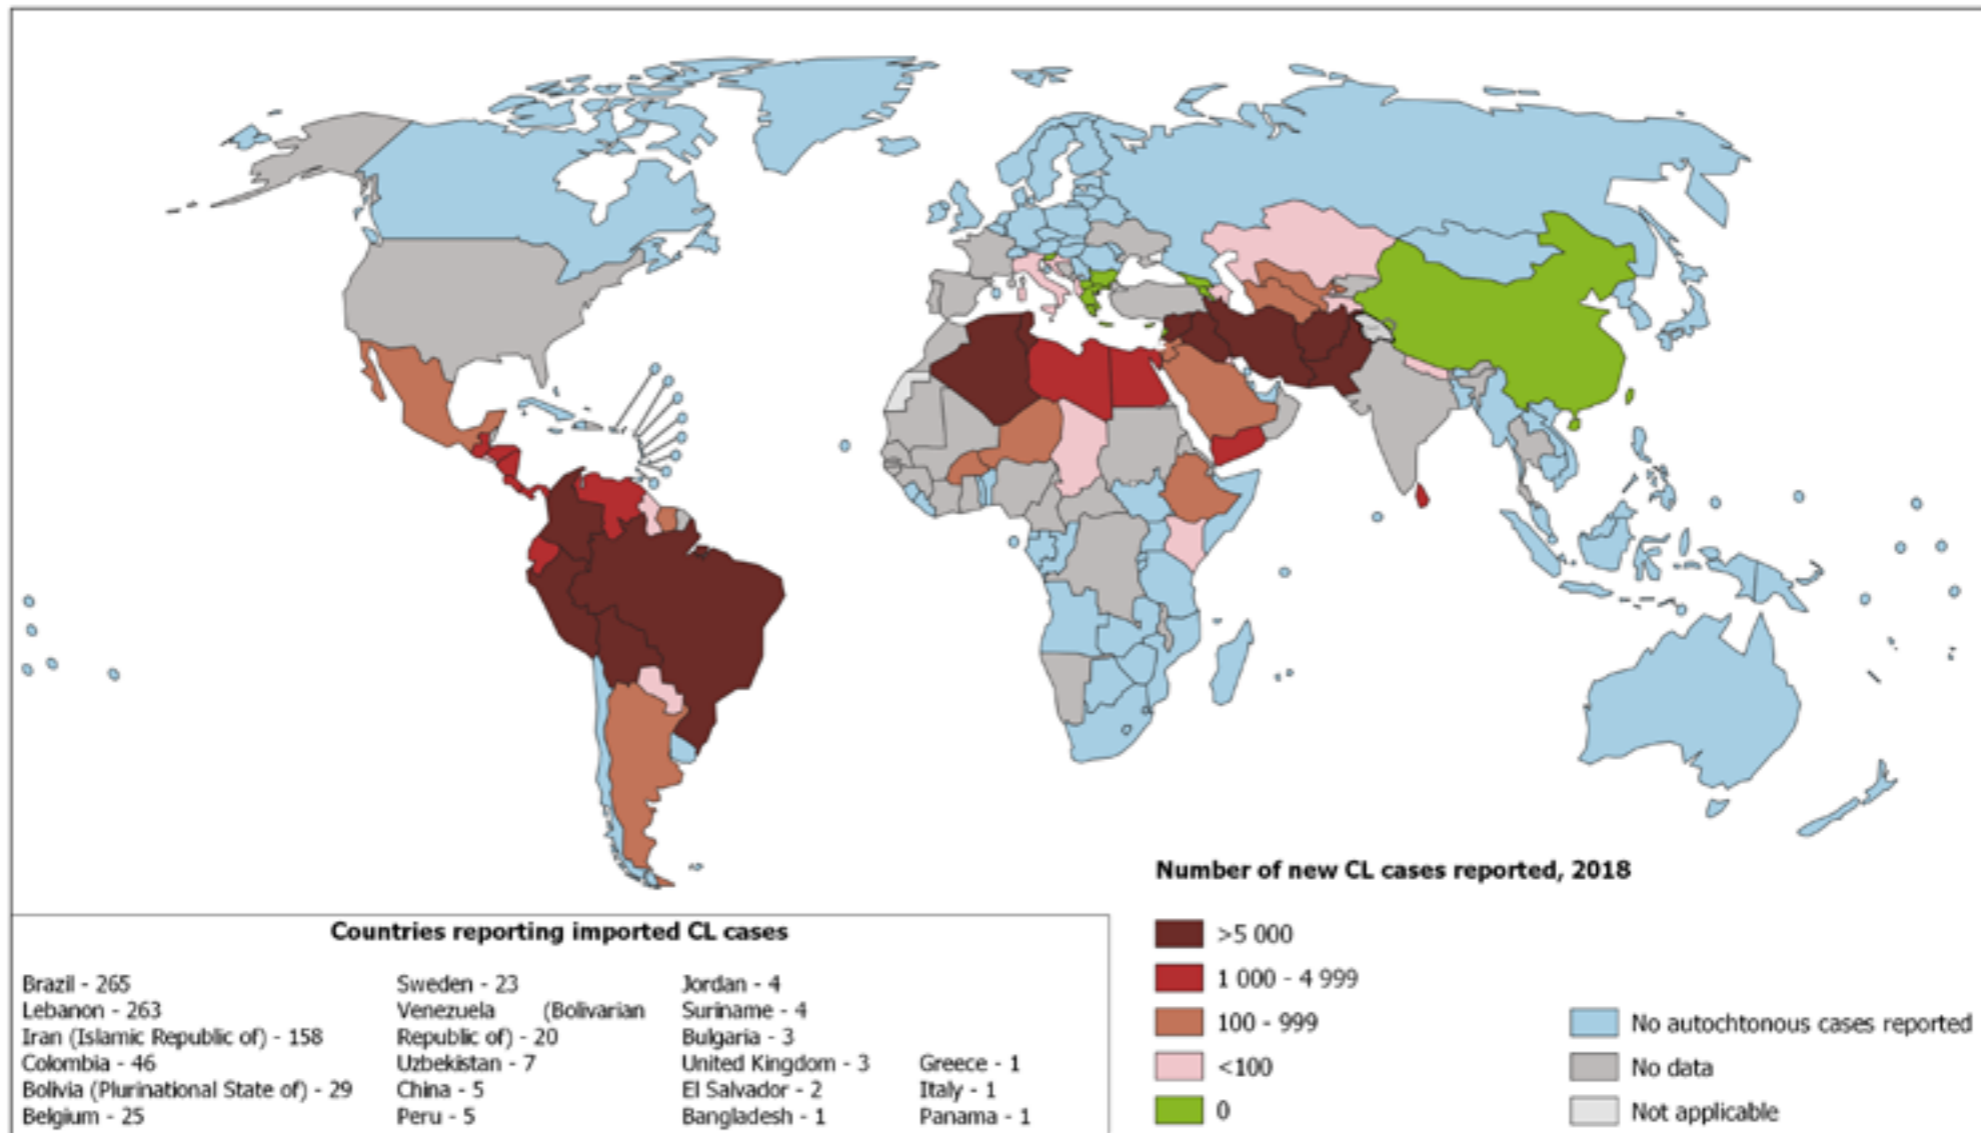 Number of new CL cases reported, 2018
>5 000
1 000 - 4 999
100 - 999
<100
0
No autochtonous cases reported
No data
Not applicable
Countries reporting imported CL cases
Brazil - 265
Lebanon - 263
Iran (Islamic Republic of) - 158
Colombia - 46
Bolivia (Plurinational State of) - 29
Belgium - 25
Sweden - 23
Venezuela (Bolivarian
Republic of) - 20
Uzbekistan - 7
China - 5
Peru - 5
Jordan - 4
Suriname - 4
Bulgaria - 3
United Kingdom - 3
El Salvador - 2
Bangladesh - 1
Greece - 1
Italy - 1
Panama - 1